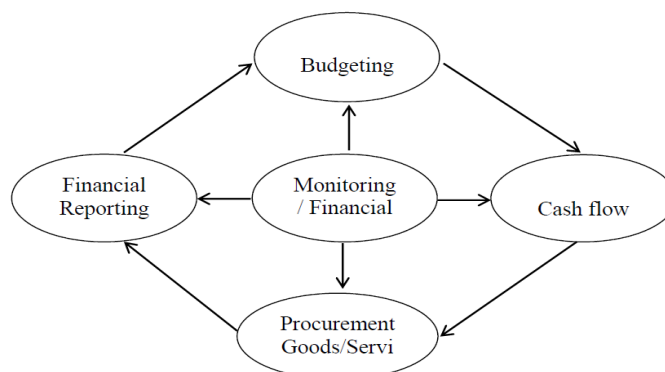 Budgeting
Financial
Reporting
Monitoring
/ Financial
Cash flow
Procurement
Goods/Servi